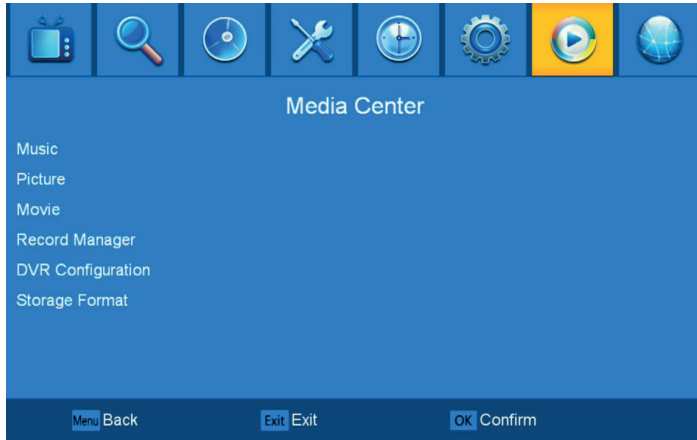 Media Center
Music
Picture
Movie
Record Manager
DVR Configuration
Storage Format
Menu Back Exit Exit OK Confirm